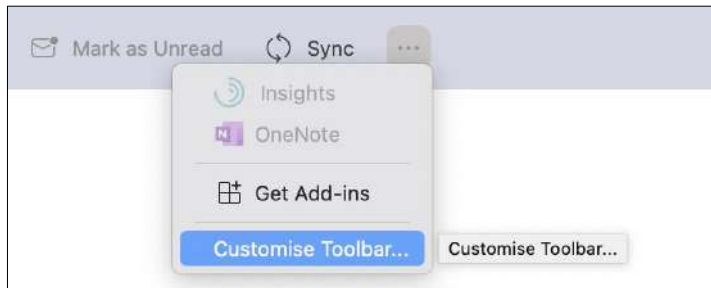 Mark as Unread Sync ...
Insights
N OneNote
Get Add-ins
Customise Toolbar... Customise Toolbar...